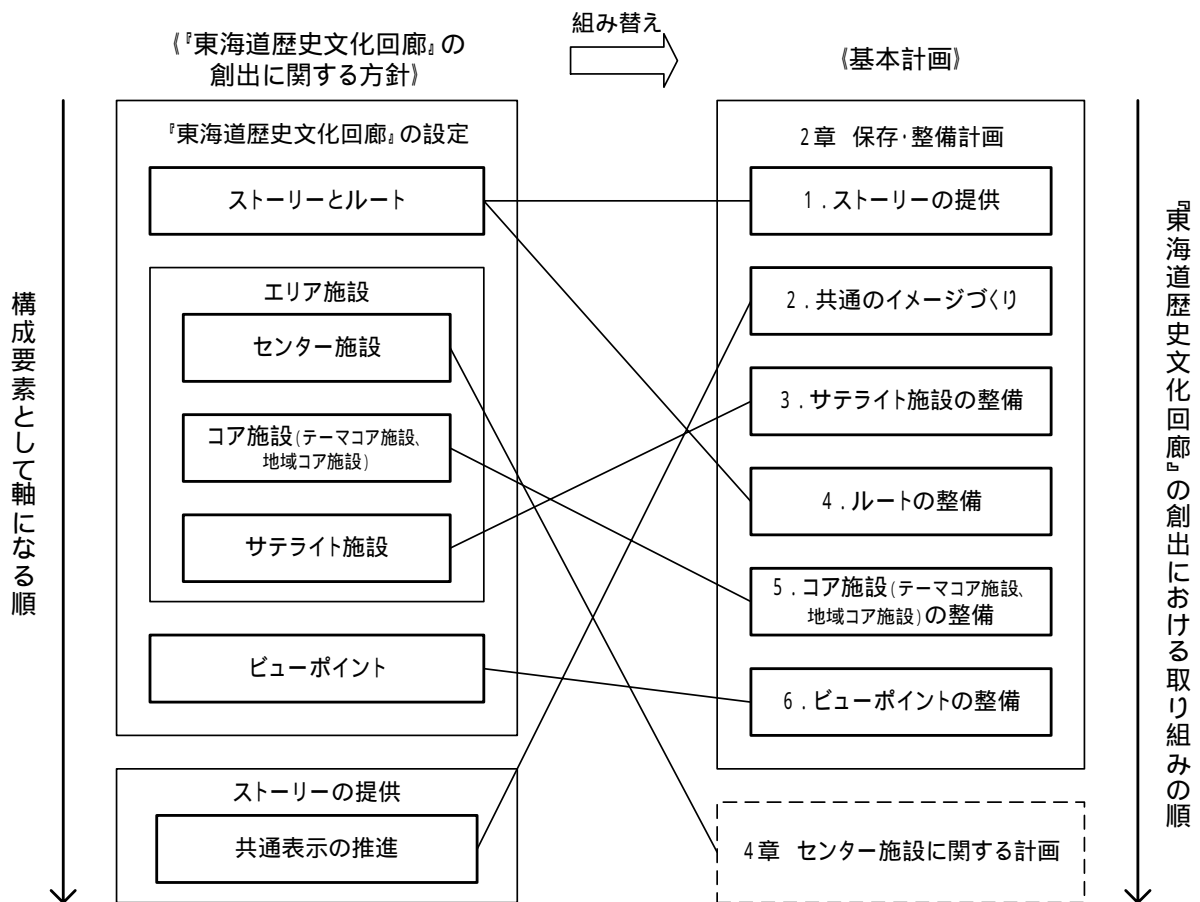 組み替え
《『東海道歴史文化回廊』の
創出に関する方針》
《基本計画》
構成要素として軸になる順
『東海道歴史文化回廊』の設定
ストーリーとルート
エリア施設
センター施設
コア施設(テーマコア施設、
地域コア施設)
サテライト施設
ビューポイント
ストーリーの提供
共通表示の推進
2章 保存・整備計画
1.ストーリーの提供
2.共通のイメージづくり
3.サテライト施設の整備
4.ルートの整備
5.コア施設(テーマコア施設、
地域コア施設)の整備
6.ビューポイントの整備
4章 センター施設に関する計画
『東海道歴史文化回廊』の創出における取り組みの順